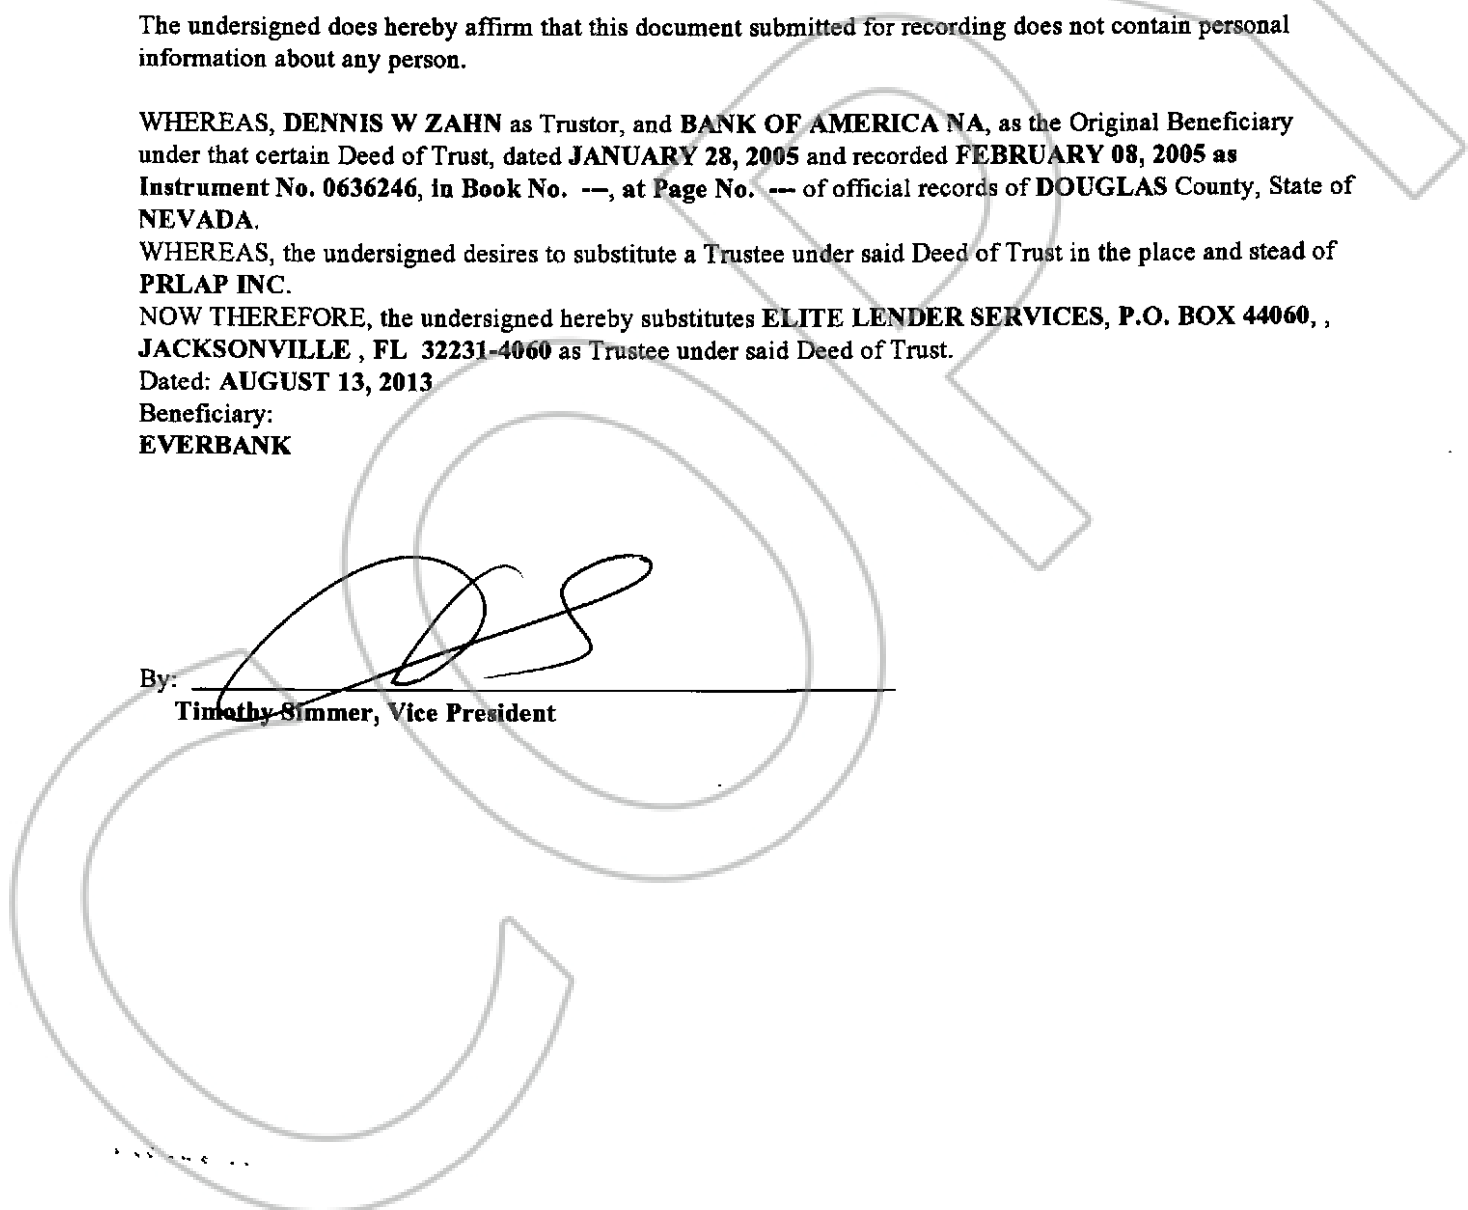 The undersigned does hereby affirm that this document submitted for recording does not contain personal
information about any person.
WHEREAS, DENNIS W ZAHN as Trustor, and BANK OF AMERICA NA, as the Original Beneficiary
under that certain Deed of Trust, dated JANUARY 28, 2005 and recorded FEBRUARY 08, 2005 as
Instrument No. 0636246, in Book No. ---, at Page No. --- of official records of DOUGLAS County, State of
NEVADA.
WHEREAS, the undersigned desires to substitute a Trustee under said Deed of Trust in the place and stead of
PRLAP INC.
NOW THEREFORE, the undersigned hereby substitutes ELITE LENDER SERVICES, P.O. BOX 44060, ,
JACKSONVILLE , FL 32231-4060 as Trustee under said Deed of Trust.
Dated: AUGUST 13, 2013
Beneficiary:
EVERBANK
By:
Timothy Simmer, Vice President
COPY